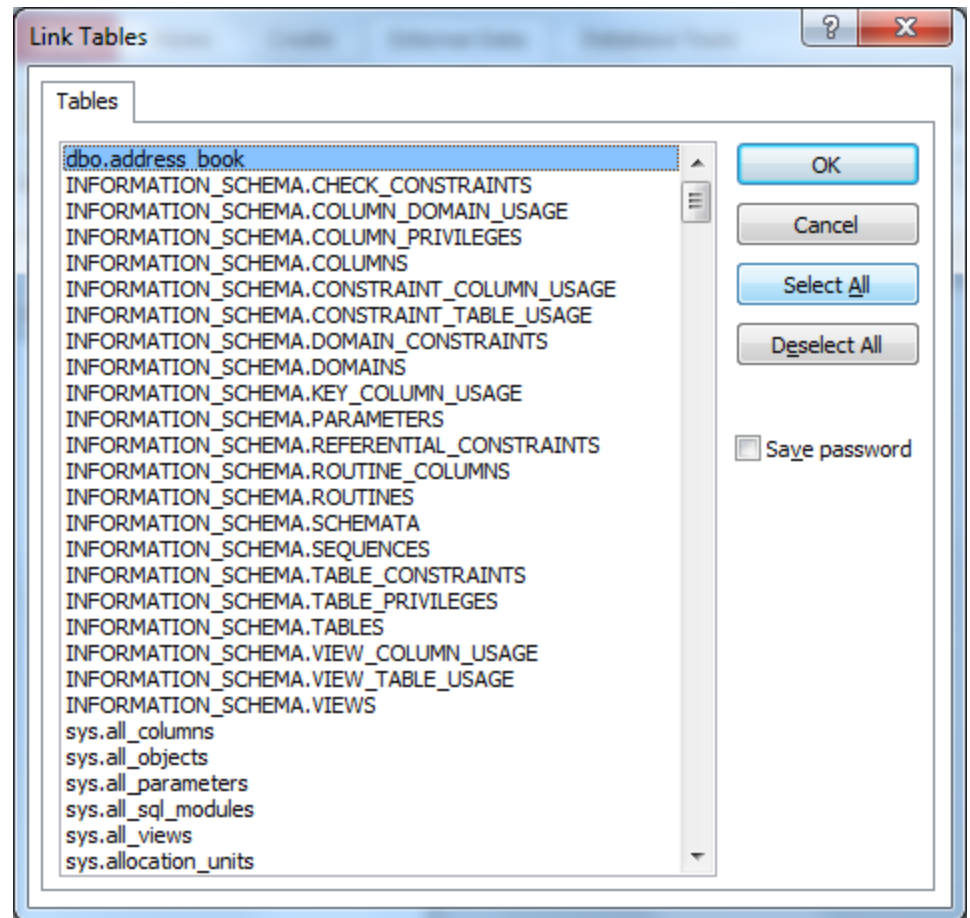 Link Tables
Tables
dbo.address_book
INFORMATION_SCHEMA.CHECK_CONSTRAINTS
INFORMATION_SCHEMA.COLUMN_DOMAIN_USAGE
INFORMATION_SCHEMA.COLUMN_PRIVILEGES
INFORMATION_SCHEMA.COLUMNS
INFORMATION_SCHEMA.CONSTRAINT_COLUMN_USAGE
INFORMATION_SCHEMA.CONSTRAINT_TABLE_USAGE
INFORMATION_SCHEMA.DOMAIN_CONSTRAINTS
INFORMATION_SCHEMA.DOMAINS
INFORMATION_SCHEMA.KEY_COLUMN_USAGE
INFORMATION_SCHEMA.PARAMETERS
INFORMATION_SCHEMA.REFERENTIAL_CONSTRAINTS
INFORMATION_SCHEMA.ROUTINE_COLUMNS
INFORMATION_SCHEMA.ROUTINES
INFORMATION_SCHEMA.SCHEMATA
INFORMATION_SCHEMA.SEQUENCES
INFORMATION_SCHEMA.TABLE_CONSTRAINTS
INFORMATION_SCHEMA.TABLE_PRIVILEGES
INFORMATION_SCHEMA.TABLES
INFORMATION_SCHEMA.VIEW_COLUMN_USAGE
INFORMATION_SCHEMA.VIEW_TABLE_USAGE
INFORMATION_SCHEMA.VIEWS
sys.all_columns
sys.all_objects
sys.all_parameters
sys.all_sql_modules
sys.all_views
sys.allocation_units
OK
Cancel
Select All
Deselect All
Save password